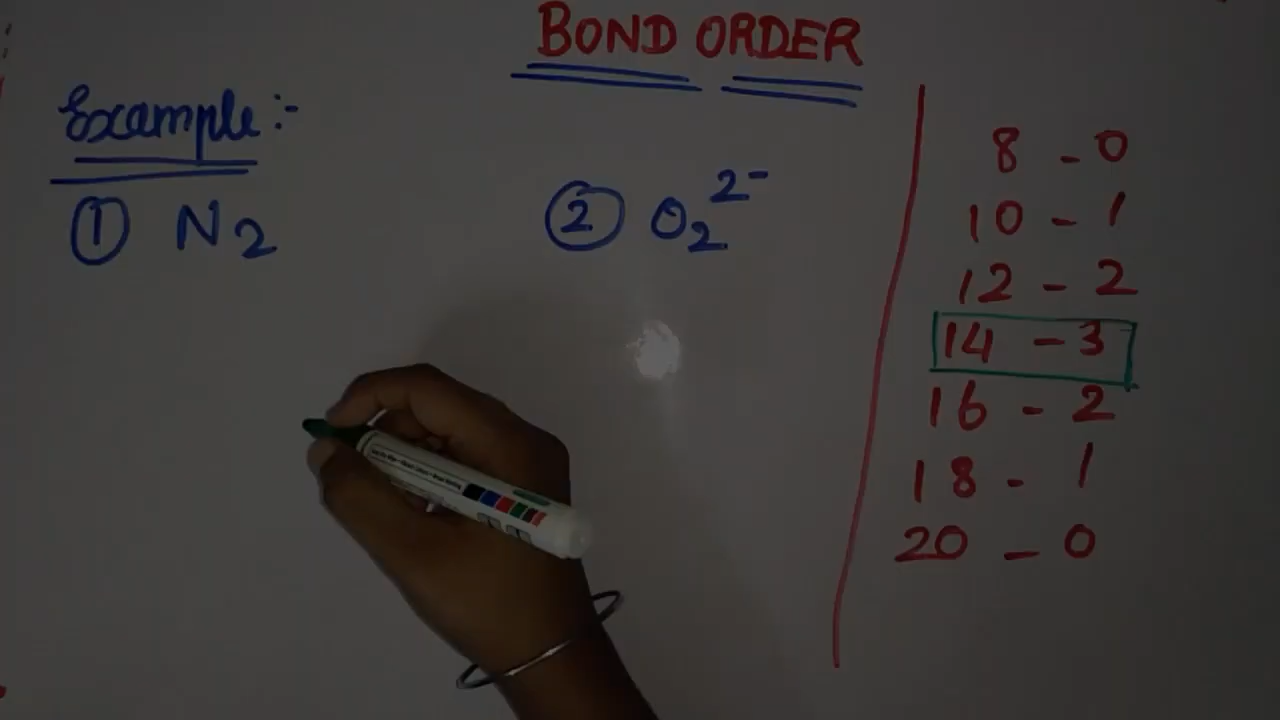 BOND ORDER
Example:-
① N2
② O2 2-
8 - 0
10 - 1
12 - 2
14 - 3
16 - 2
18 - 1
20 - 0